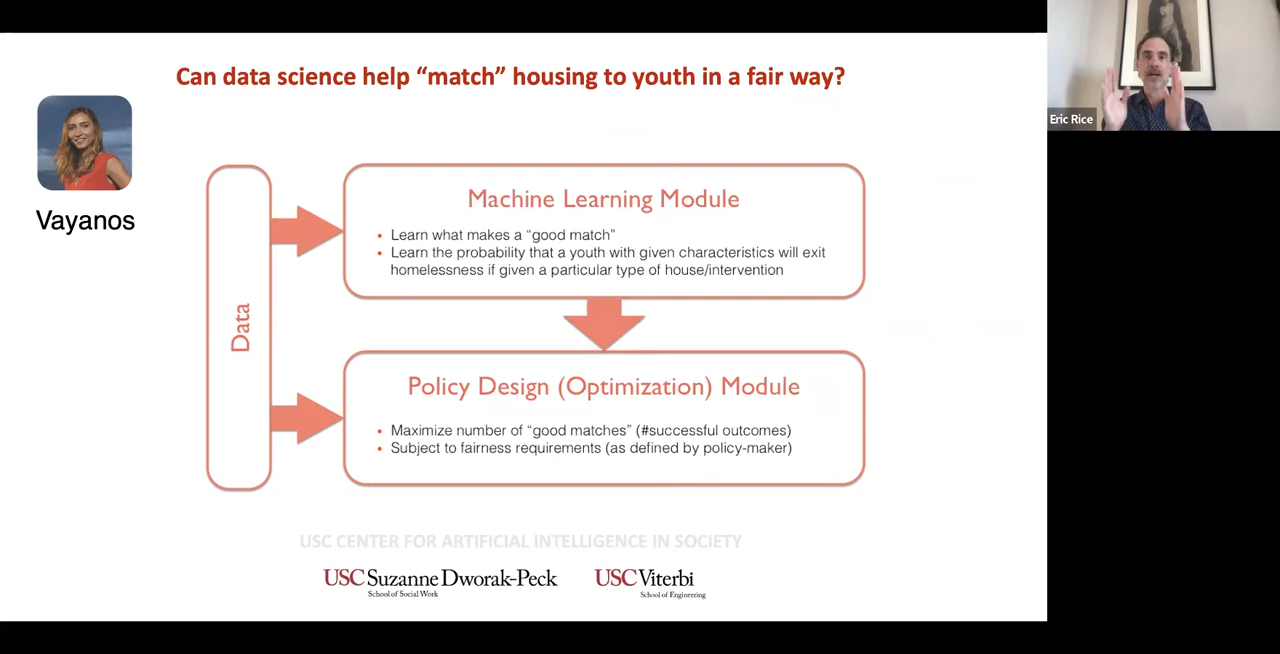 Can data science help “match” housing to youth in a fair way?
Eric Rice
Vayanos
Data
Machine Learning Module
• Learn what makes a “good match”
• Learn the probability that a youth with given characteristics will exit
homelessness if given a particular type of house/intervention
Policy Design (Optimization) Module
• Maximize number of “good matches” (#successful outcomes)
• Subject to fairness requirements (as defined by policy-maker)
USC CENTER FOR ARTIFICIAL INTELLIGENCE IN SOCIETY
USC Suzanne Dworak-Peck
School of Social Work
USC Viterbi
School of Engineering